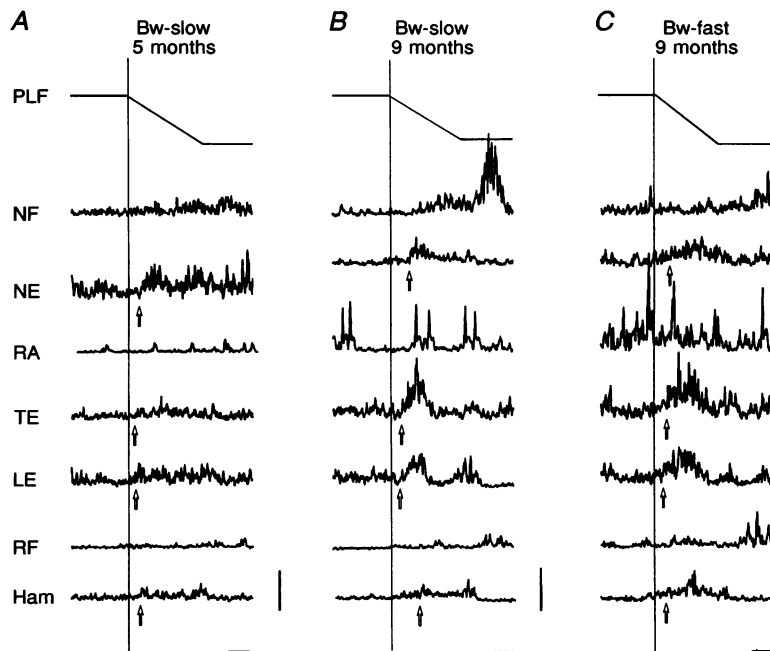 A
Bw-slow
5 months
B
Bw-slow
9 months
C
Bw-fast
9 months
PLF
NF
NE
RA
TE
LE
RF
Ham